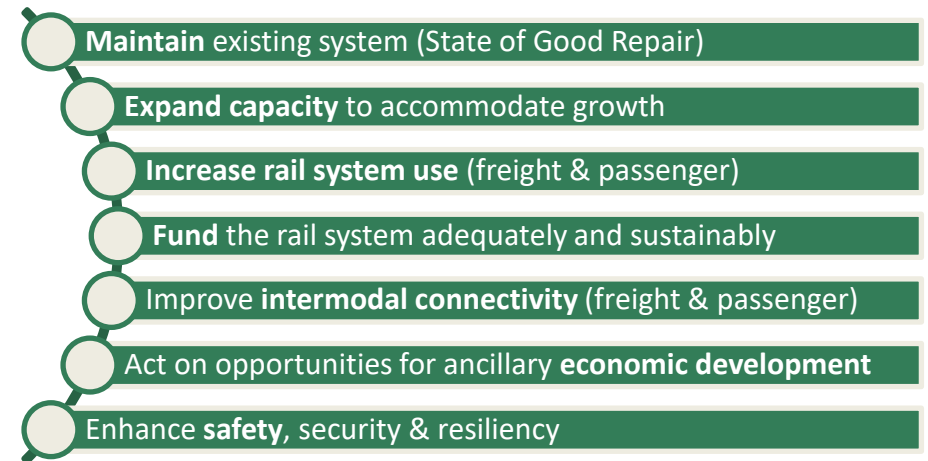 Maintain existing system (State of Good Repair)
Expand capacity to accommodate growth
Increase rail system use (freight & passenger)
Fund the rail system adequately and sustainably
Improve intermodal connectivity (freight & passenger)
Act on opportunities for ancillary economic development
Enhance safety, security & resiliency